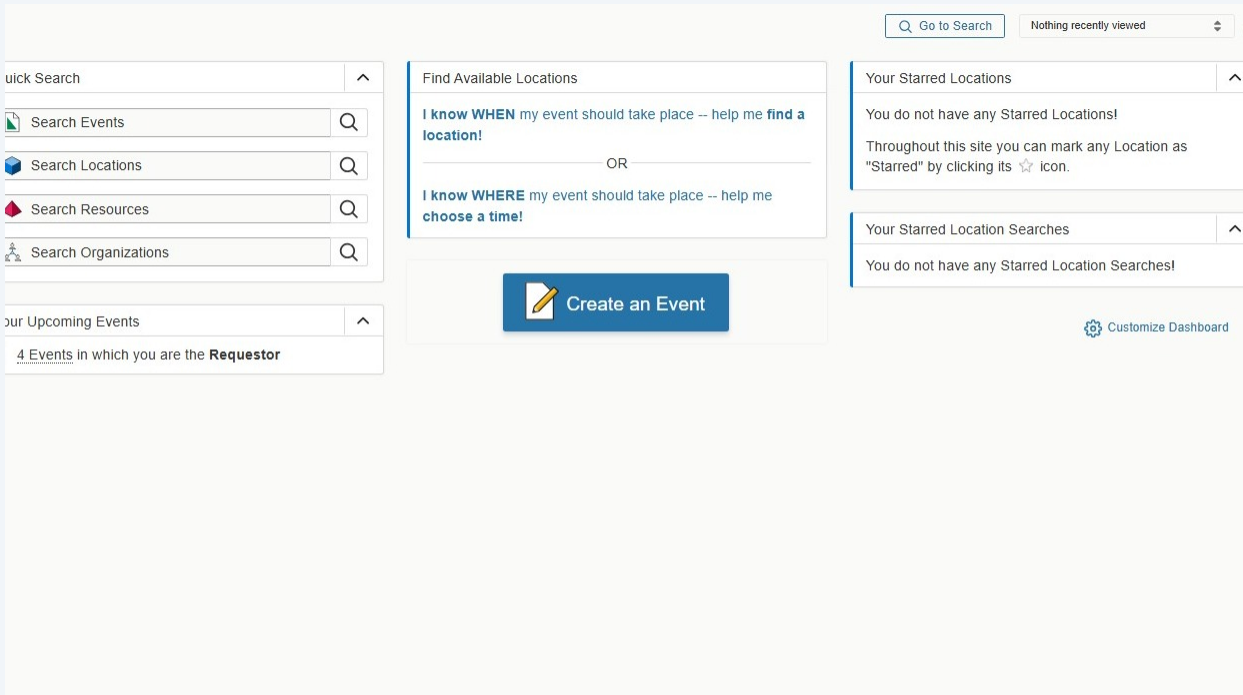 Go to Search
Nothing recently viewed
uick Search
Search Events
Search Locations
Search Resources
Search Organizations
our Upcoming Events
4 Events in which you are the Requestor
Find Available Locations
I know WHEN my event should take place -- help me find a
location!
OR
I know WHERE my event should take place -- help me
choose a time!
Create an Event
Your Starred Locations
You do not have any Starred Locations!
Throughout this site you can mark any Location as
"Starred" by clicking its icon.
Your Starred Location Searches
You do not have any Starred Location Searches!
Customize Dashboard